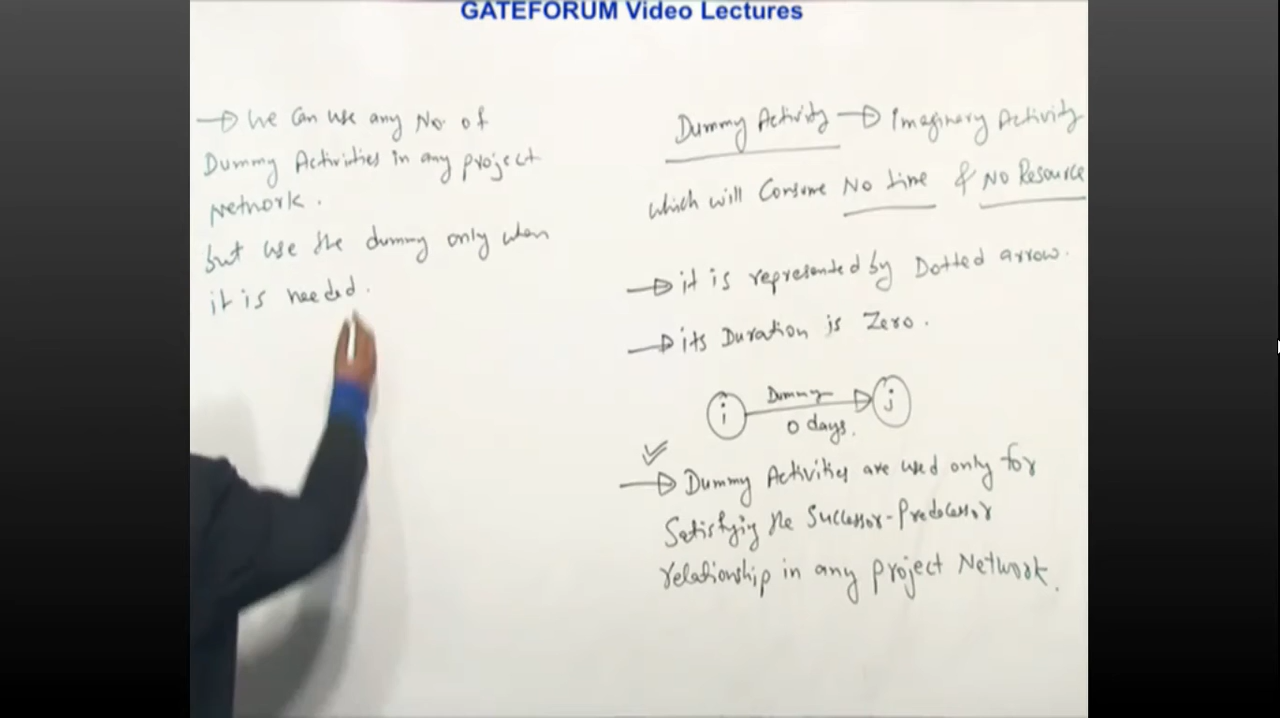 GATEFORUM Video Lectures
→ We Can use any No. of
Dummy Activities in any project
Network.
but use the dummy only when
it is needed.
Dummy Activity → Imaginary Activity
which will Consume No time & No Resource
→ it is represented by Dotted arrow.
→ its Duration is Zero.
i Dummy j
0 days.
→ Dummy Activities are used only for
Satisfying the Successor-Predecessor
relationship in any project Network.